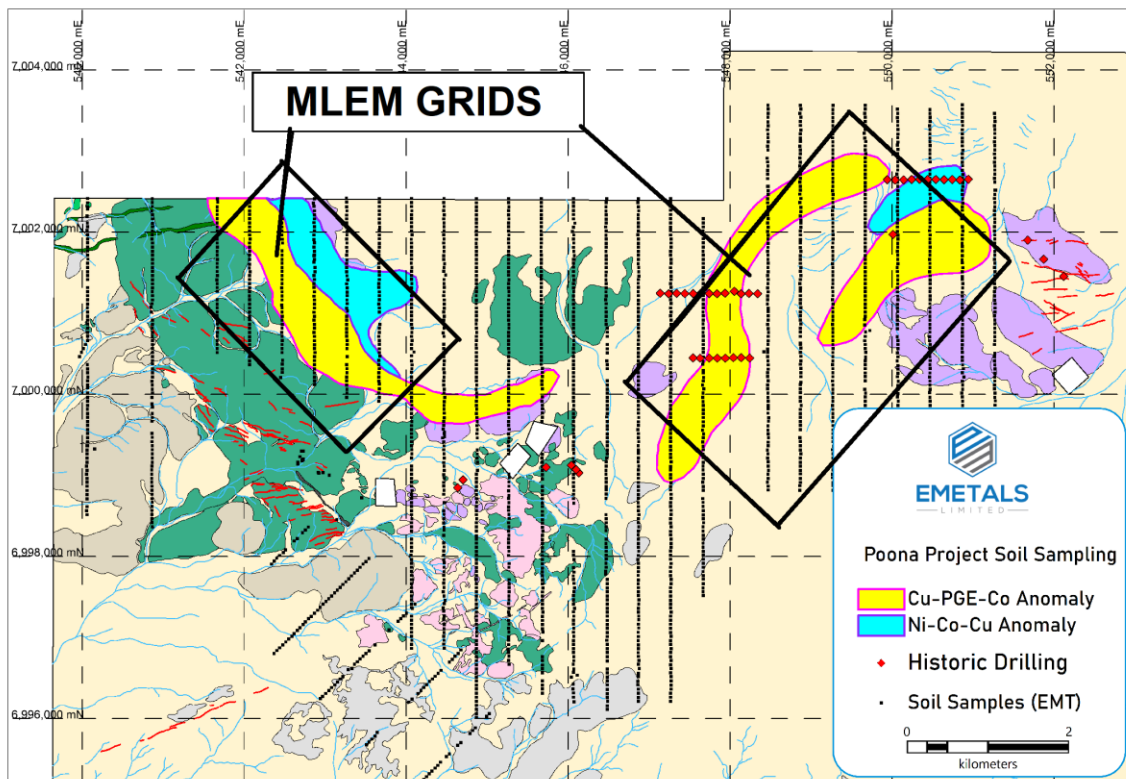 540,000 mE
542,000 mE
544,000 mE
546,000 mE
548,000 mE
550,000 mE
552,000 mE
7,004,000 mN
MLEM GRIDS
7,002,000 mN
7,000,000 mN
6,998,000 mN
6,996,000 mN
EMETALS
LIMITED
Poona Project Soil Sampling
Cu-PGE-Co Anomaly
Ni-Co-Cu Anomaly
Historic Drilling
Soil Samples (EMT)
0 2
kilometers